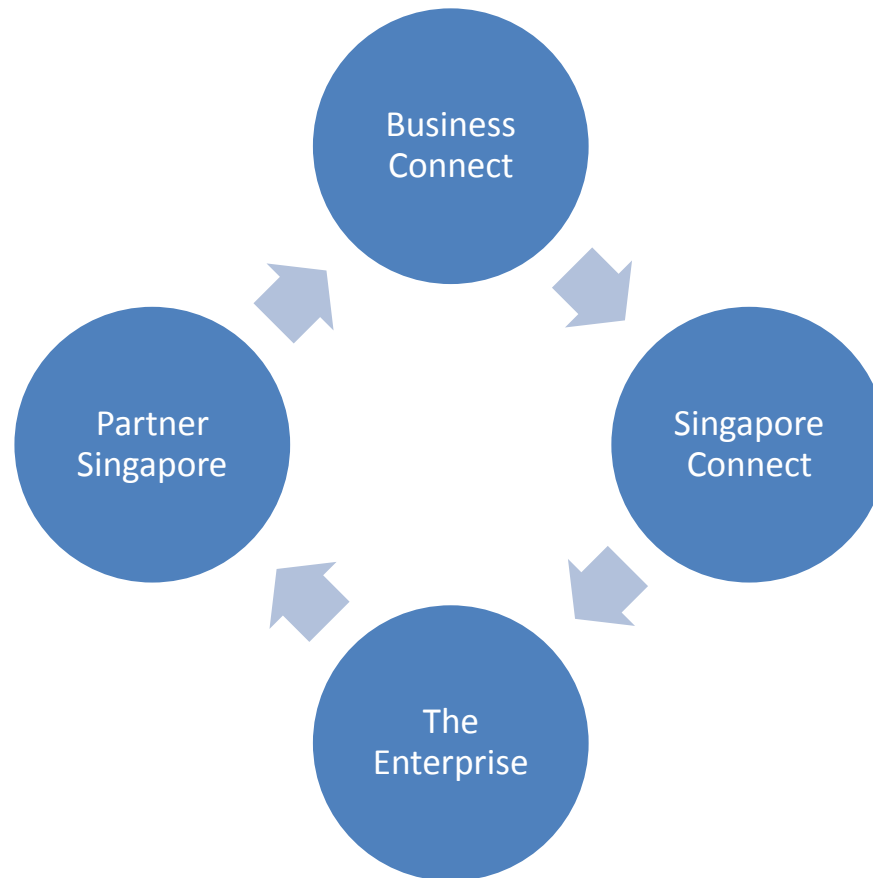 Business
Connect
Partner
Singapore
Singapore
Connect
The
Enterprise